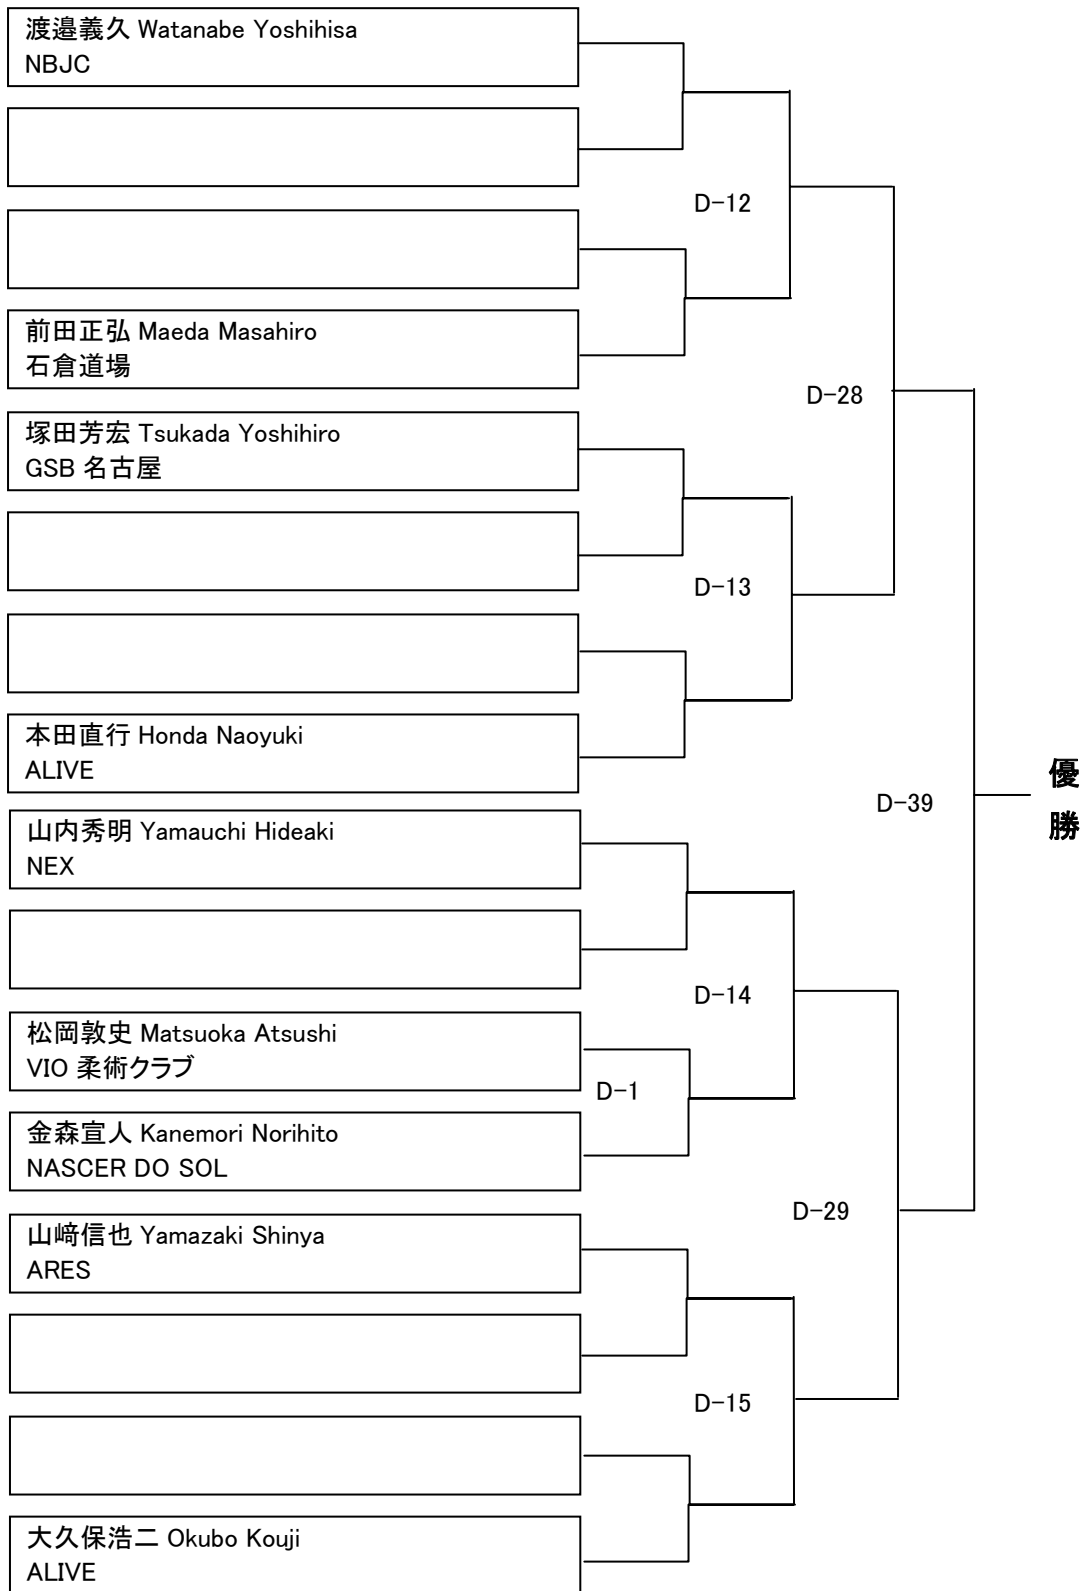 渡邉義久 Watanabe Yoshihisa
NBJC
D-12
前田正弘 Maeda Masahiro
石倉道場
D-28
塚田芳宏 Tsukada Yoshihiro
GSB 名古屋
D-13
本田直行 Honda Naoyuki
ALIVE
D-39
優
勝
山内秀明 Yamauchi Hideaki
NEX
D-14
松岡敦史 Matsuoka Atsushi
VIO 柔術クラブ
D-1
金森宣人 Kanemori Norihito
NASCER DO SOL
D-29
山﨑信也 Yamazaki Shinya
ARES
D-15
大久保浩二 Okubo Kouji
ALIVE